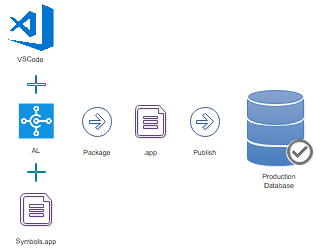 VSCode
AL
Package
.app
Publish
Production
Database
Symbols.app